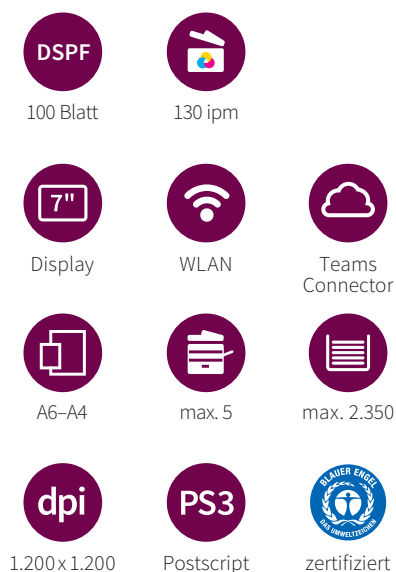 DSPF
100 Blatt
130 ipm
7"
Display
WLAN
Teams
Connector
A6–A4
max. 5
max. 2.350
dpi
1.200 x 1.200
PS3
Postscript
BLAUER ENGEL
DAS UMWELTZEICHEN
zertifiziert